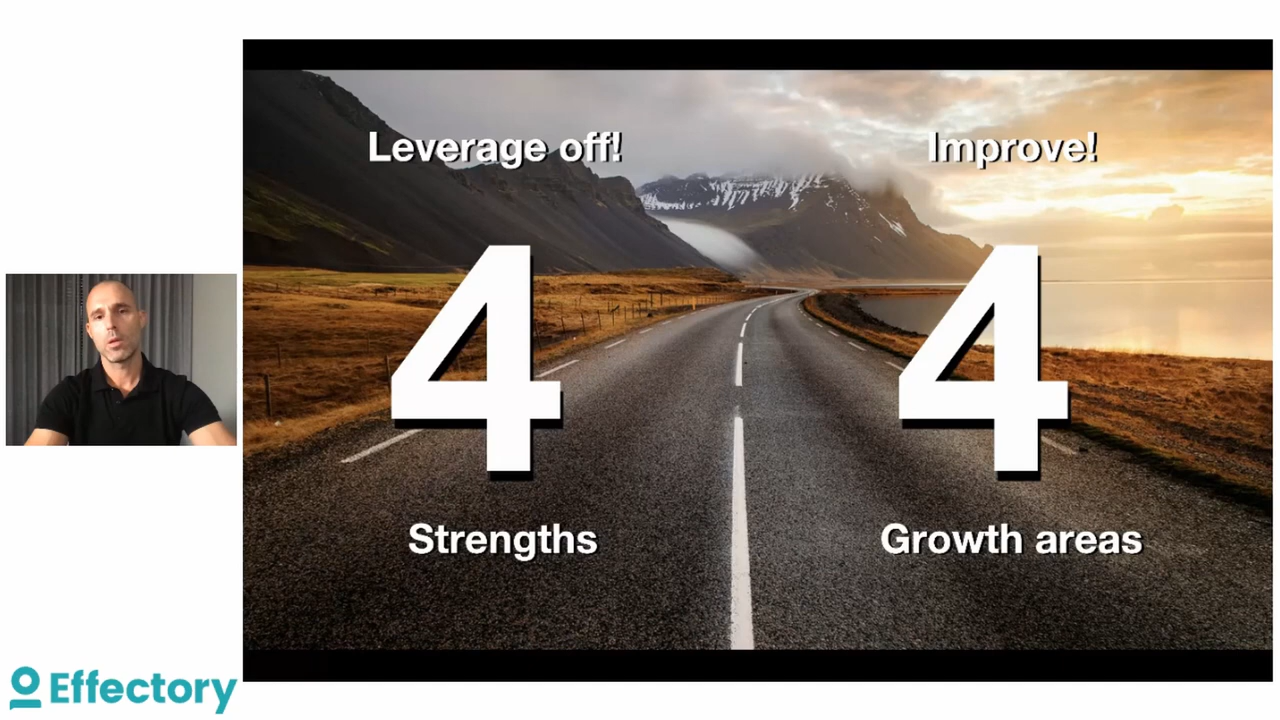 Leverage off!
Improve!
4
4
Strengths
Growth areas
Effectory